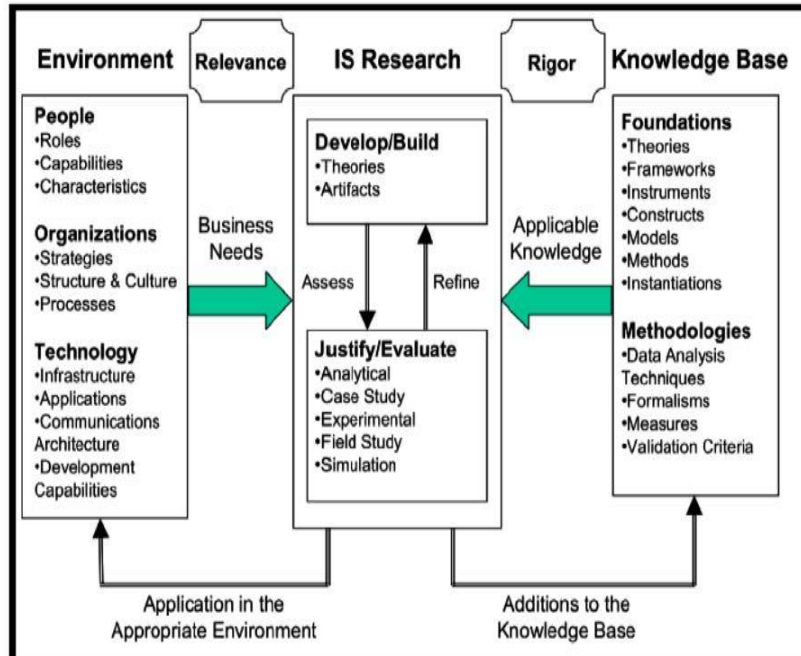 Environment
Relevance
IS Research
Rigor
Knowledge Base
People
•Roles
•Capabilities
•Characteristics
Organizations
•Strategies
•Structure & Culture
•Processes
Technology
•Infrastructure
•Applications
•Communications
Architecture
•Development
Capabilities
Business
Needs
Develop/Build
•Theories
•Artifacts
Assess
Refine
Justify/Evaluate
•Analytical
•Case Study
•Experimental
•Field Study
•Simulation
Applicable
Knowledge
Foundations
•Theories
•Frameworks
•Instruments
•Constructs
•Models
•Methods
•Instantiations
Methodologies
•Data Analysis
Techniques
•Formalisms
•Measures
•Validation Criteria
Application in the
Appropriate Environment
Additions to the
Knowledge Base